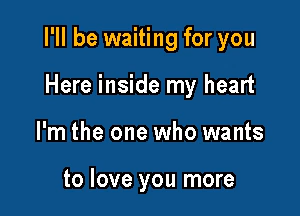 I'll be waiting for you
Here inside my heart
I'm the one who wants
to love you more